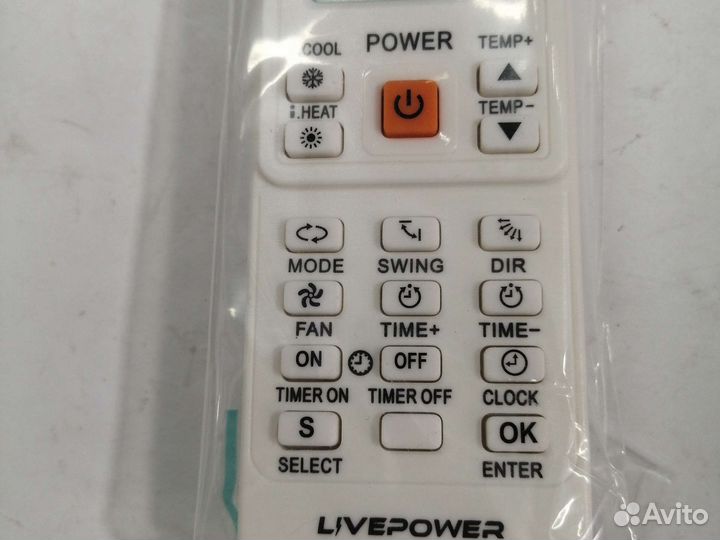 COOL POWER TEMP+
i.HEAT TEMP-
MODE SWING DIR
FAN TIME+ TIME-
ON OFF
TIMER ON TIMER OFF CLOCK
S OK
SELECT ENTER
LIVEPOWER
Avito